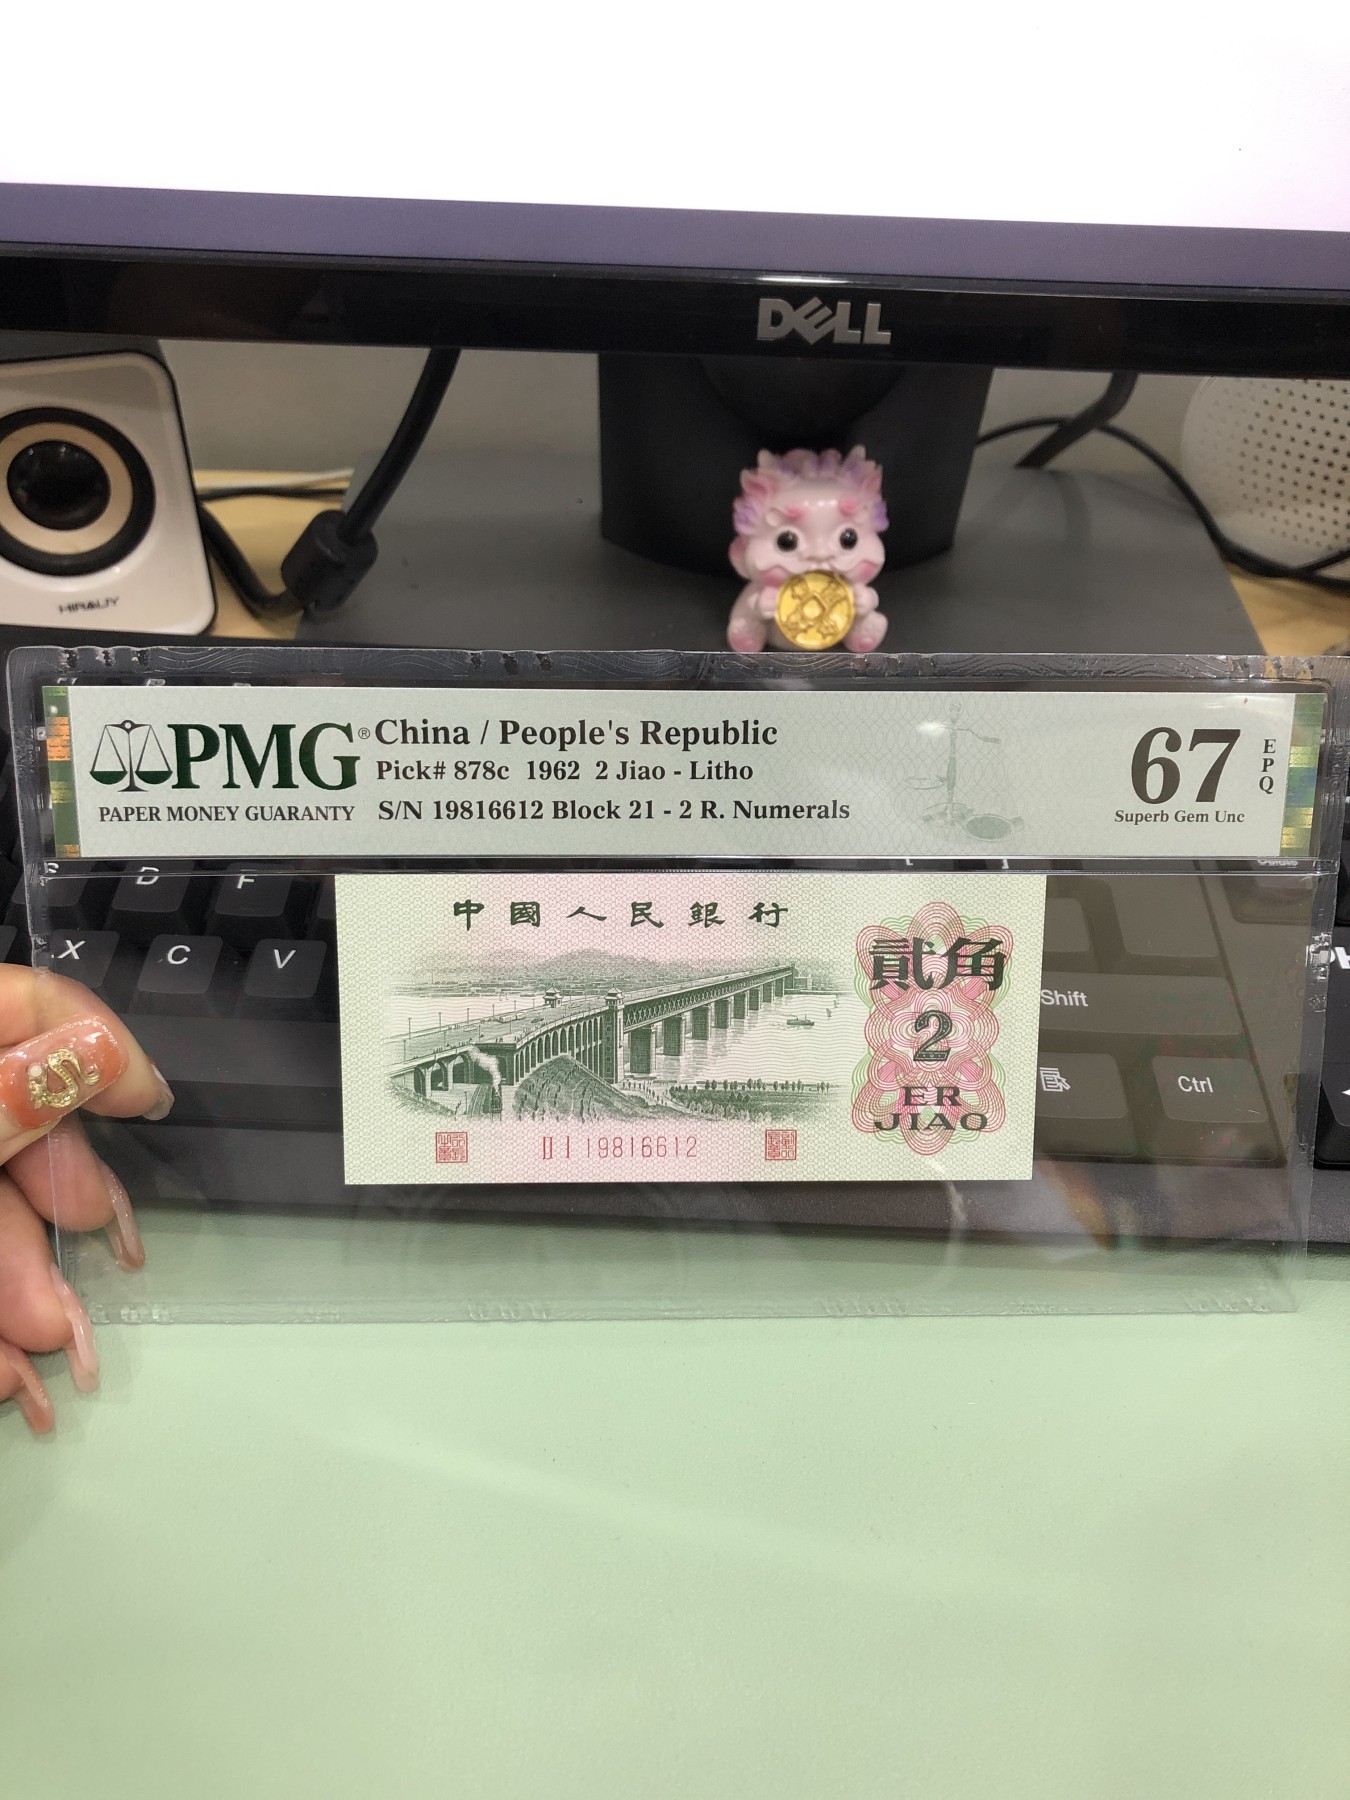 DELL
PMG® China / People's Republic
Pick# 878c 1962 2 Jiao - Litho
PAPER MONEY GUARANTY S/N 19816612 Block 21 - 2 R. Numerals
67
EPQ
Superb Gem Unc
D F
X C V
Shift
Ctrl
中國人民銀行
貳角
2
ER
JIAO
II I 19816612